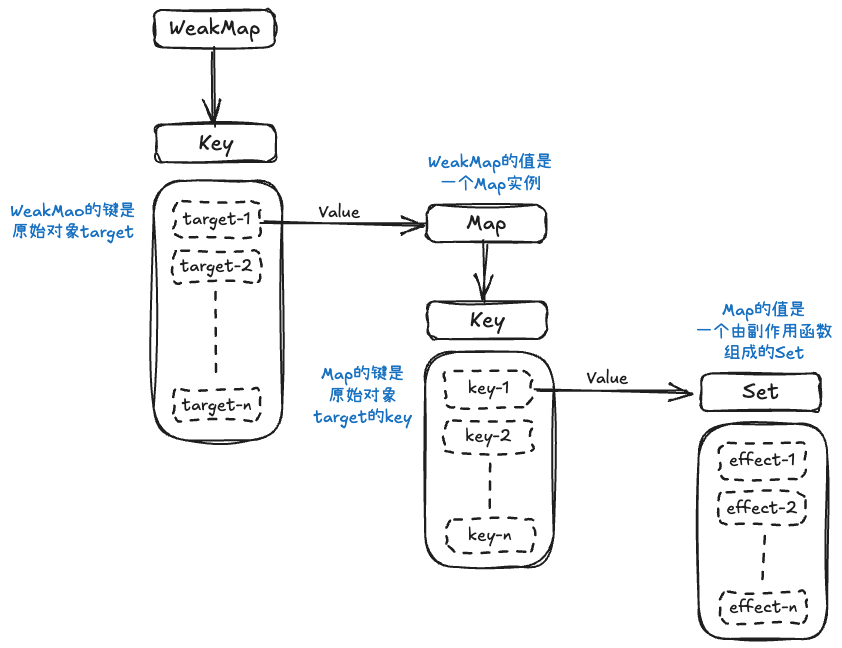 WeakMap
Key
WeakMao的键是
原始对象target
target-1
target-2
target-n
Value
WeakMap的值是
一个Map实例
Map
Key
Map的键是
原始对象
target的key
key-1
key-2
key-n
Value
Map的值是
一个由副作用函数
组成的Set
Set
effect-1
effect-2
effect-n